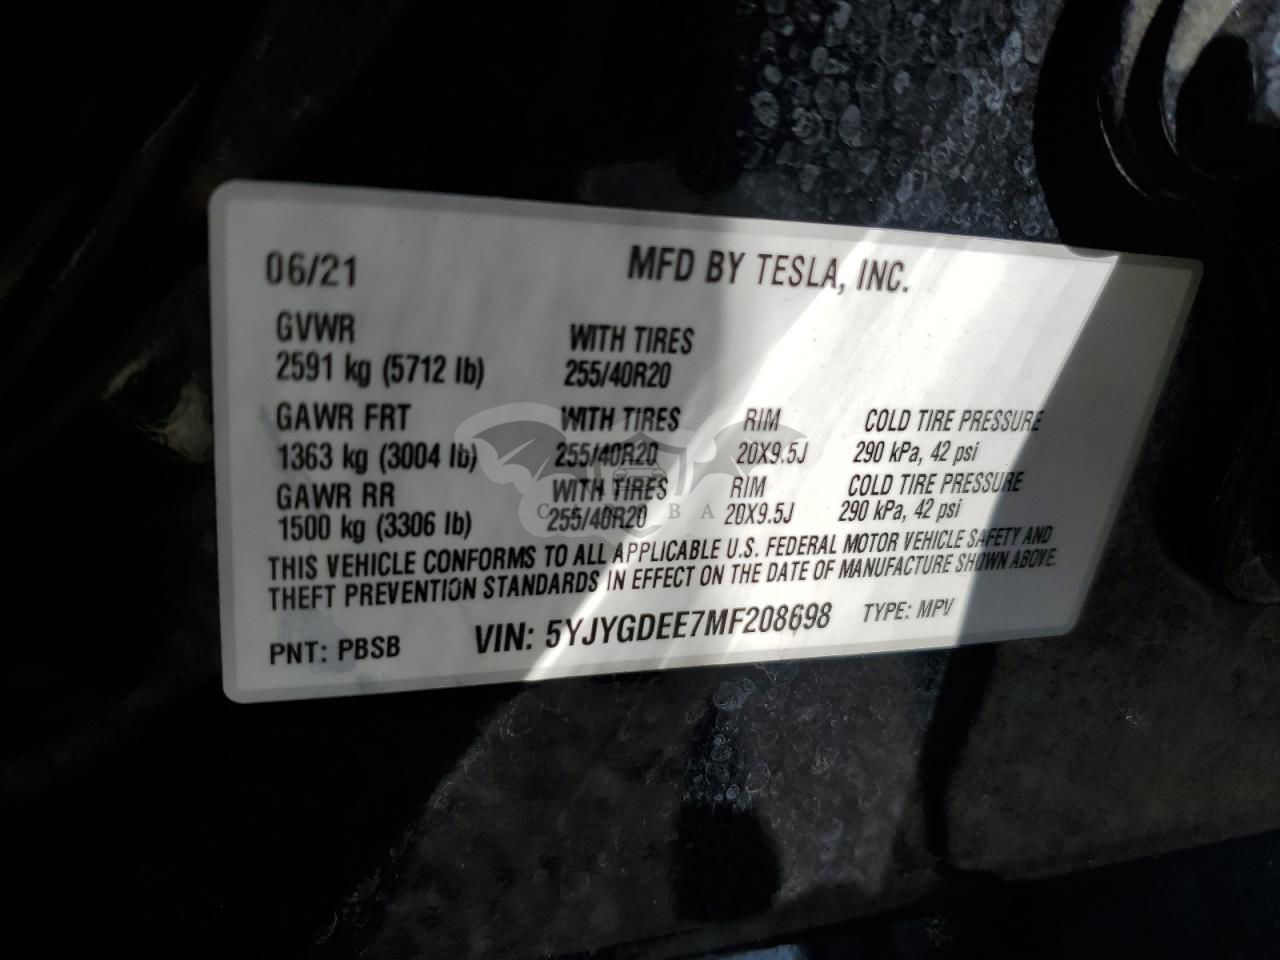 06/21 MFD BY TESLA, INC.
GVWR WITH TIRES
2591 kg (5712 lb) 255/40R20
GAWR FRT WITH TIRES RIM COLD TIRE PRESSURE
1363 kg (3004 lb) 255/40R20 20X9.5J 290 kPa, 42 psi
GAWR RR WITH TIRES RIM COLD TIRE PRESSURE
1500 kg (3306 lb) 255/40R20 20X9.5J 290 kPa, 42 psi
THIS VEHICLE CONFORMS TO ALL APPLICABLE U.S. FEDERAL MOTOR VEHICLE SAFETY AND
THEFT PREVENTION STANDARDS IN EFFECT ON THE DATE OF MANUFACTURE SHOWN ABOVE.
PNT: PBSB VIN: 5YJYGDEE7MF208698 TYPE: MPV